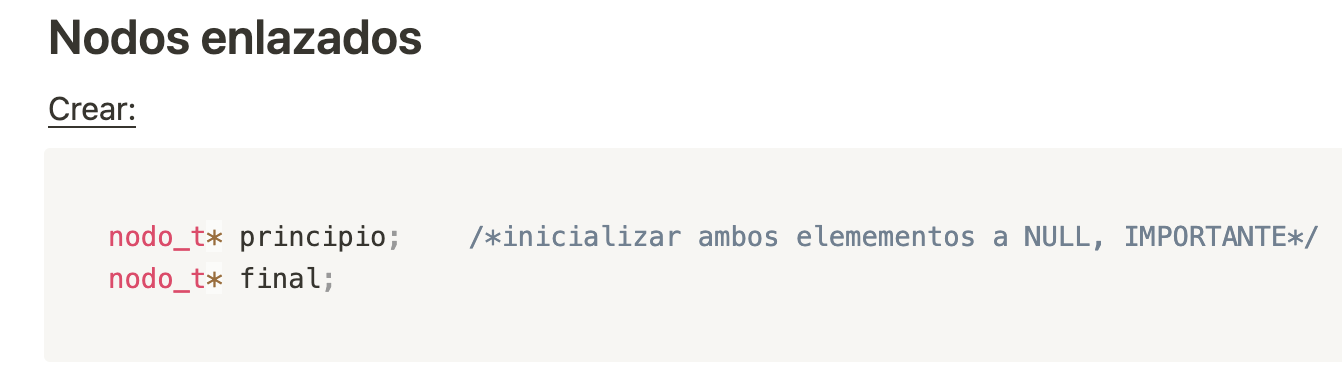 Nodos enlazados
Crear:
nodo_t* principio;    /*inicializar ambos elemementos a NULL, IMPORTANTE*/
nodo_t* final;